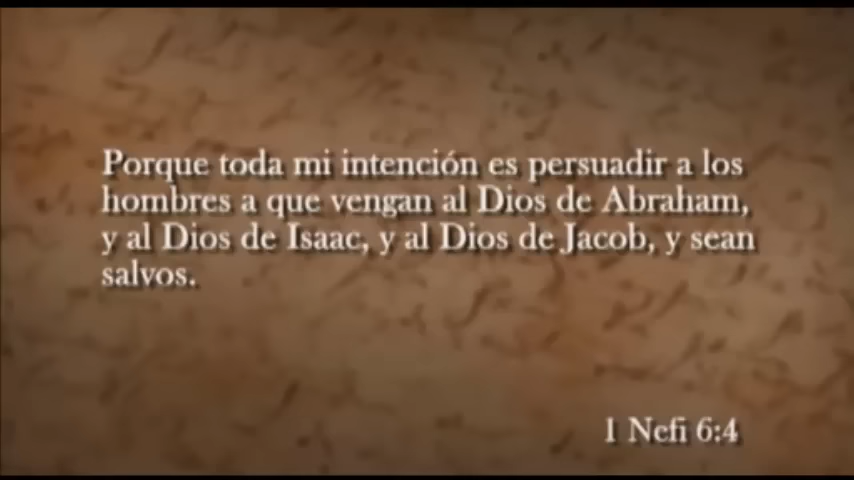 Porque toda mi intención es persuadir a los
hombres a que vengan al Dios de Abraham,
y al Dios de Isaac, y al Dios de Jacob, y sean
salvos.
1 Nefi 6:4